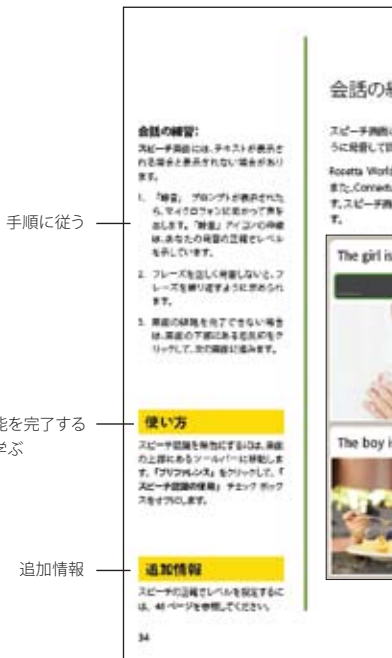 手順に従う
能を完了する
学ぶ
追加情報
会話の練習:
スピーチ画面には、テキストが表示さ
れる場合と表示されない場合があり
ます。
1. 「録音」 プロンプトが表示された
ら、マイクロフォンに向かって声を
出します。「録音」アイコンの枠線
は、あなたの発音の正確さレベル
を示しています。
2. フレーズを正しく発音しないと、フ
レーズを繰り返すように求められ
ます。
3. 画面の練習を完了できない場合
は、画面の下部にある右矢印をク
リックして、次の画面に進みます。
使い方
スピーチ認識を無効にするには、画面
の上部にあるツールバーに移動しま
す。「プリファレンス」 をクリックして、「
スピーチ認識の使用」 チェック ボック
スをオフにします。
追加情報
スピーチの正確さレベルを設定するに
は、 ページを参照してください。
34
会話の
スピーチ画面に
うに発音して
Rosetta World
また、
す。スピーチ画
す。
The girl is
The boy is